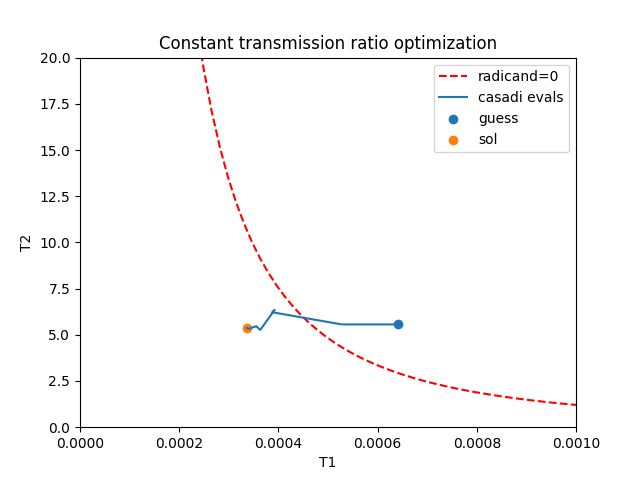 Constant transmission ratio optimization
20.0
17.5
15.0
12.5
10.0
7.5
5.0
2.5
0.0
T2
radicand=0
casadi evals
guess
sol
0.0000 0.0002 0.0004 0.0006 0.0008 0.0010
T1